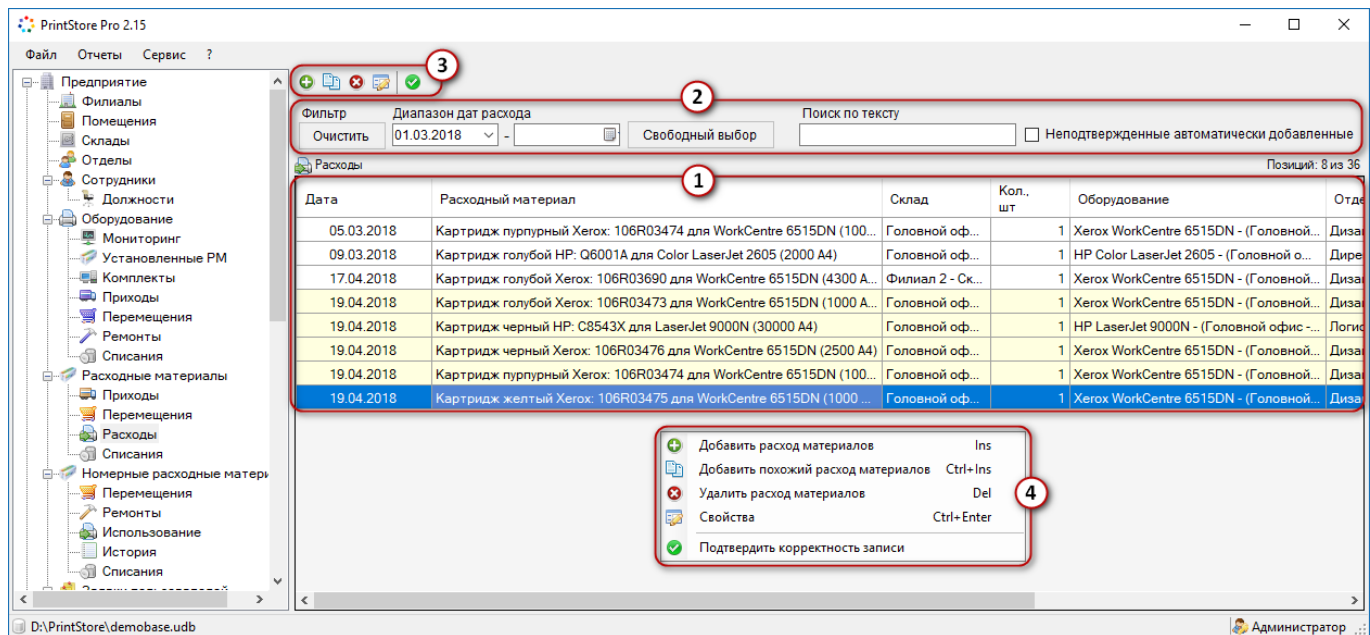 PrintStore Pro 2.15
Файл Отчеты Сервис ?
Предприятие
Филиалы
Помещения
Склады
Отделы
Сотрудники
Должности
Оборудование
Мониторинг
Установленные РМ
Комплекты
Приходы
Перемещения
Ремонты
Списания
Расходные материалы
Приходы
Перемещения
Расходы
Списания
Номерные расходные матери
Перемещения
Ремонты
Использование
История
Списания
3
2
Фильтр Диапазон дат расхода Поиск по тексту
Очистить 01.03.2018 - Свободный выбор Неподтвержденные автоматически добавленные
Расходы Позиций: 8 из 36
1
Дата Расходный материал Склад Кол., шт Оборудование Отде
05.03.2018 Картридж пурпурный Xerox: 106R03474 для WorkCentre 6515DN (100... Головной оф... 1 Xerox WorkCentre 6515DN - (Головной... Дизай
09.03.2018 Картридж голубой HP: Q6001A для Color LaserJet 2605 (2000 A4) Головной оф... 1 HP Color LaserJet 2605 - (Головной о... Дире
17.04.2018 Картридж голубой Xerox: 106R03690 для WorkCentre 6515DN (4300 A... Филиал 2 - Ск... 1 Xerox WorkCentre 6515DN - (Головной... Дизай
19.04.2018 Картридж голубой Xerox: 106R03473 для WorkCentre 6515DN (1000 A... Головной оф... 1 Xerox WorkCentre 6515DN - (Головной... Дизай
19.04.2018 Картридж черный HP: C8543X для LaserJet 9000N (30000 A4) Головной оф... 1 HP LaserJet 9000N - (Головной офис -... Логис
19.04.2018 Картридж черный Xerox: 106R03476 для WorkCentre 6515DN (2500 A4) Головной оф... 1 Xerox WorkCentre 6515DN - (Головной... Дизай
19.04.2018 Картридж пурпурный Xerox: 106R03474 для WorkCentre 6515DN (100... Головной оф... 1 Xerox WorkCentre 6515DN - (Головной... Дизай
19.04.2018 Картридж желтый Xerox: 106R03475 для WorkCentre 6515DN (1000 ... Головной оф... 1 Xerox WorkCentre 6515DN - (Головной... Дизай
Добавить расход материалов Ins
Добавить похожий расход материалов Ctrl+Ins
Удалить расход материалов Del
4
Свойства Ctrl+Enter
Подтвердить корректность записи
D:\PrintStore\demobase.udb Администратор